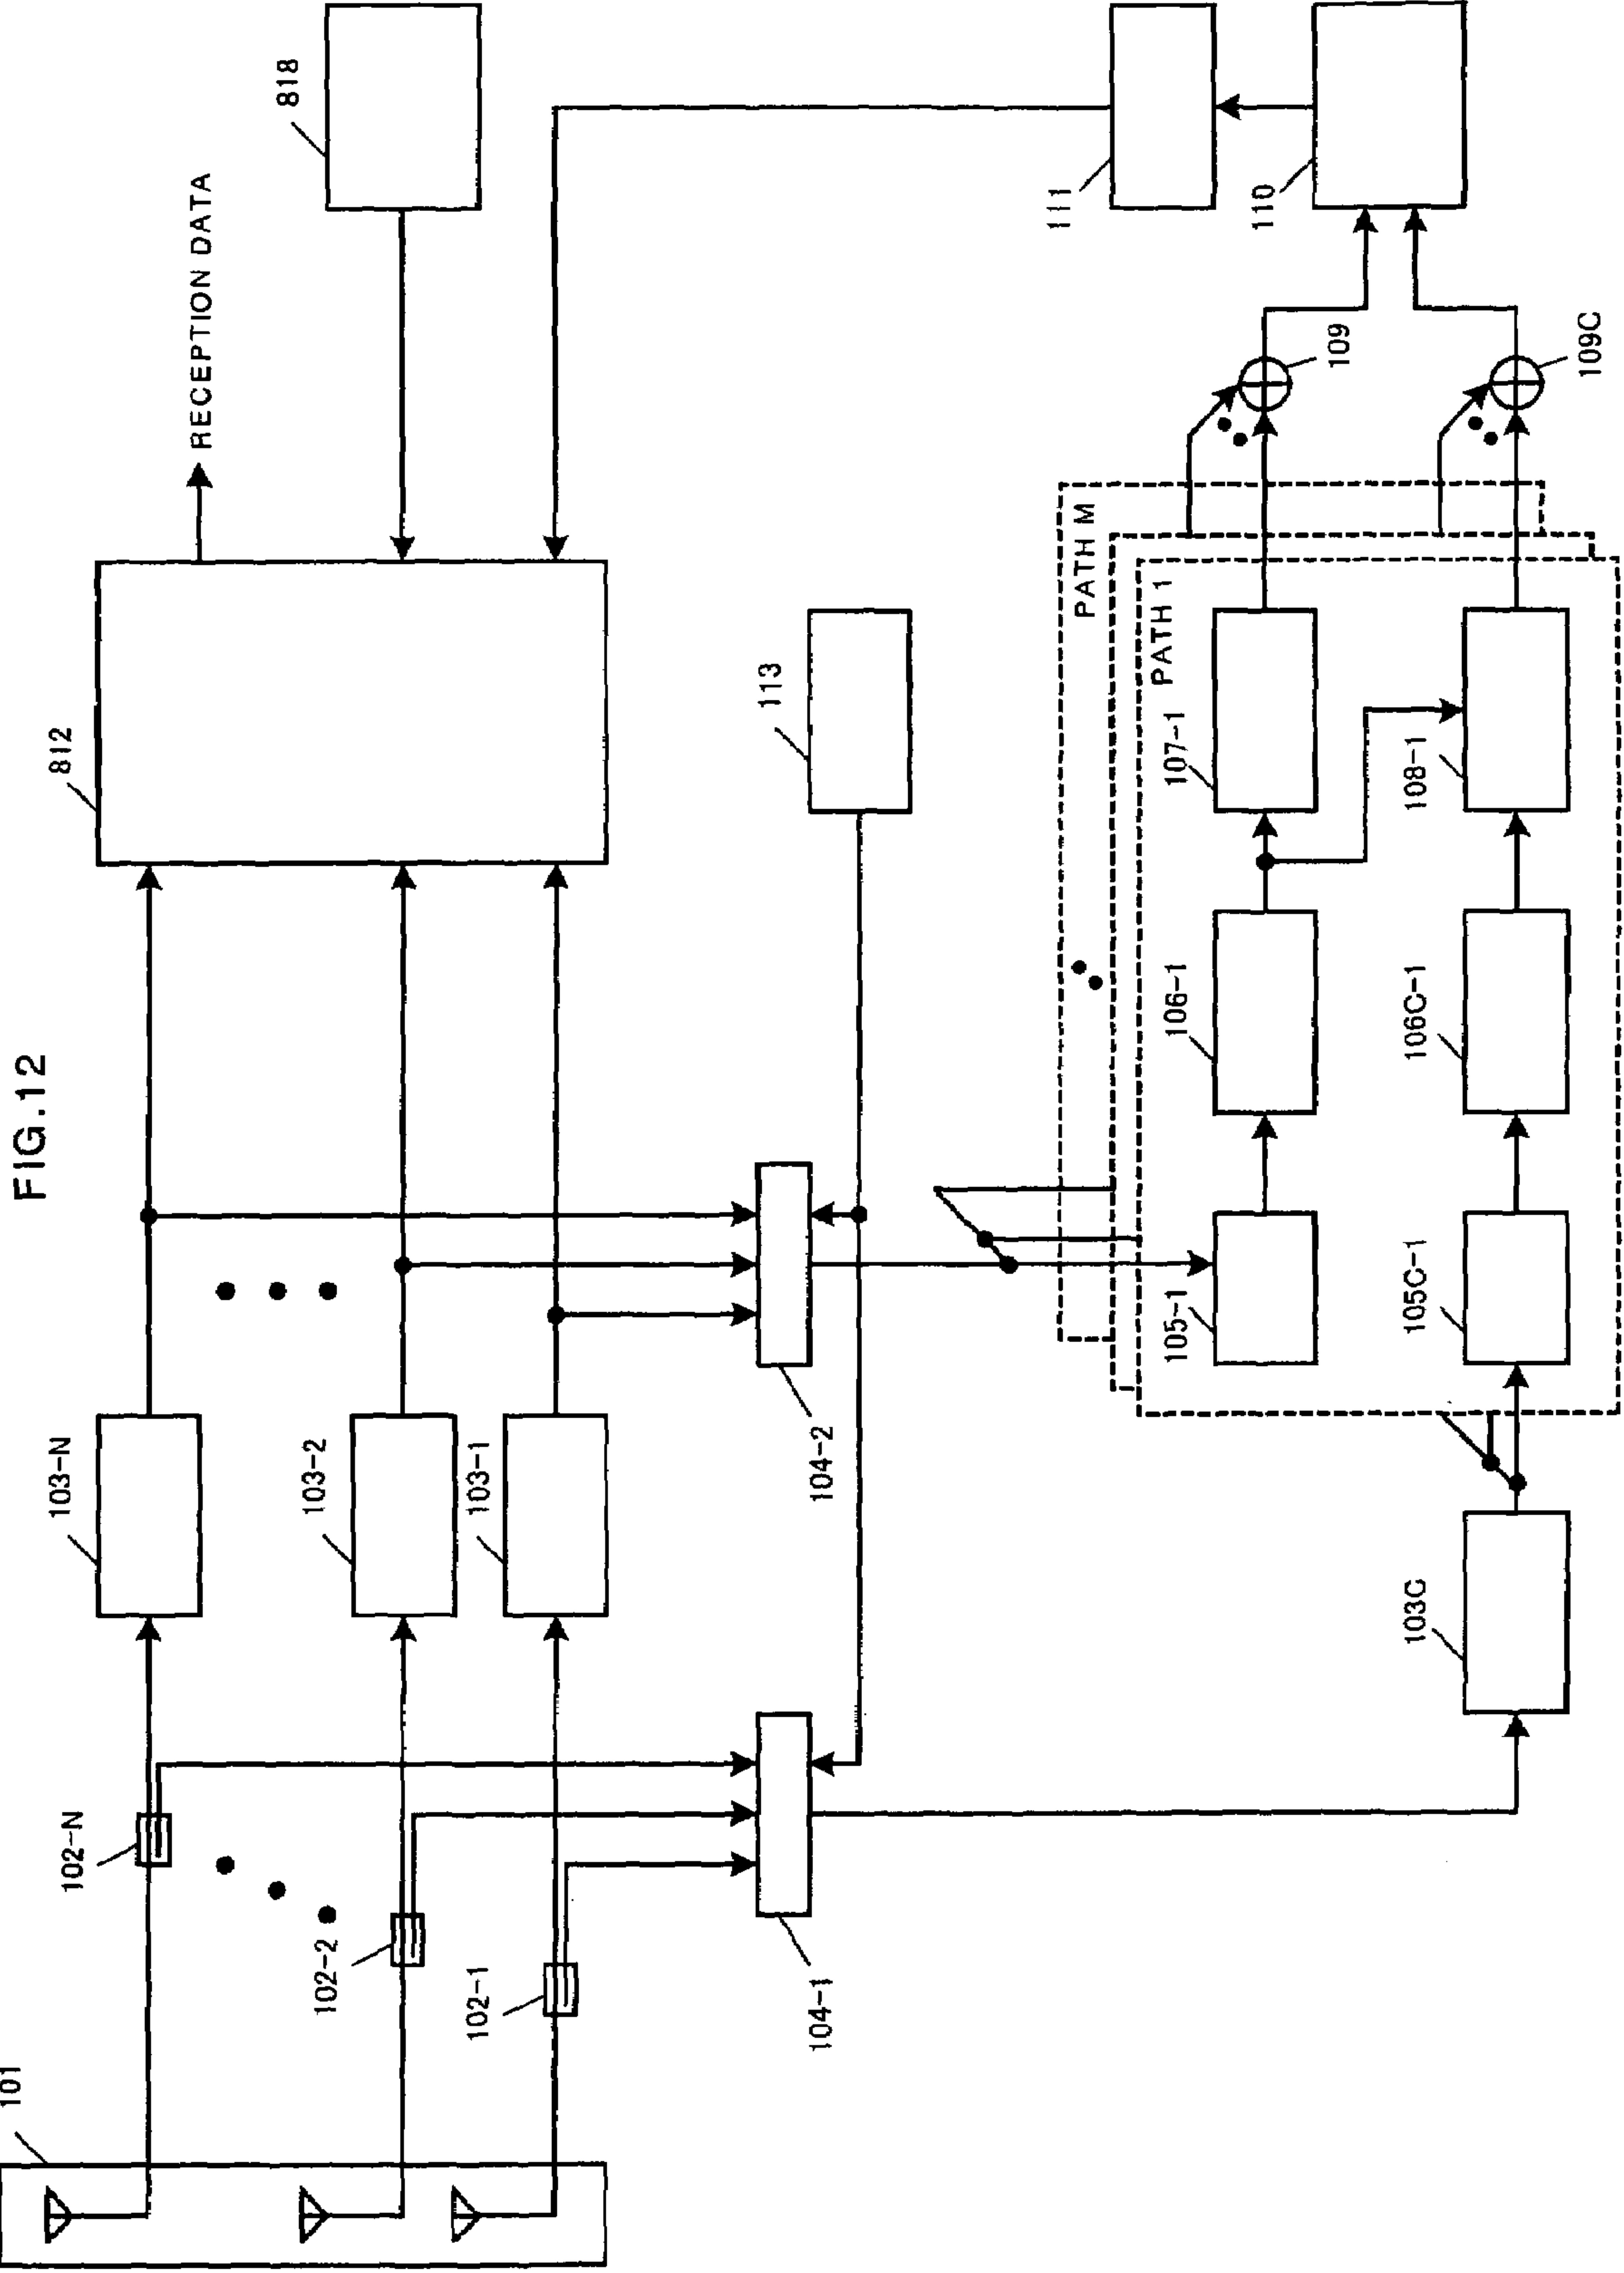 FIG.12
101
102-N
102-2
102-1
103-N
103-2
103-1
812
RECEPTION DATA
818
104-1
104-2
113
111
110
103C
PATH M
PATH 1
105-1
106-1
107-1
109
105C-1
106C-1
108-1
109C